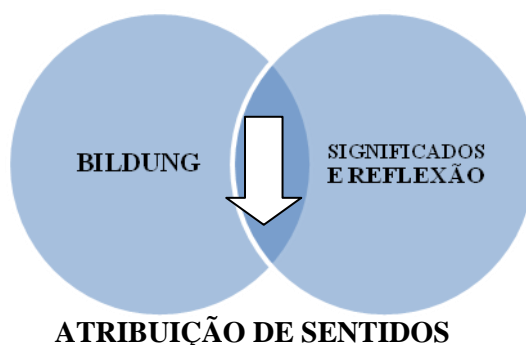 BILDUNG
SIGNIFICADOS
E REFLEXÃO
ATRIBUIÇÃO DE SENTIDOS